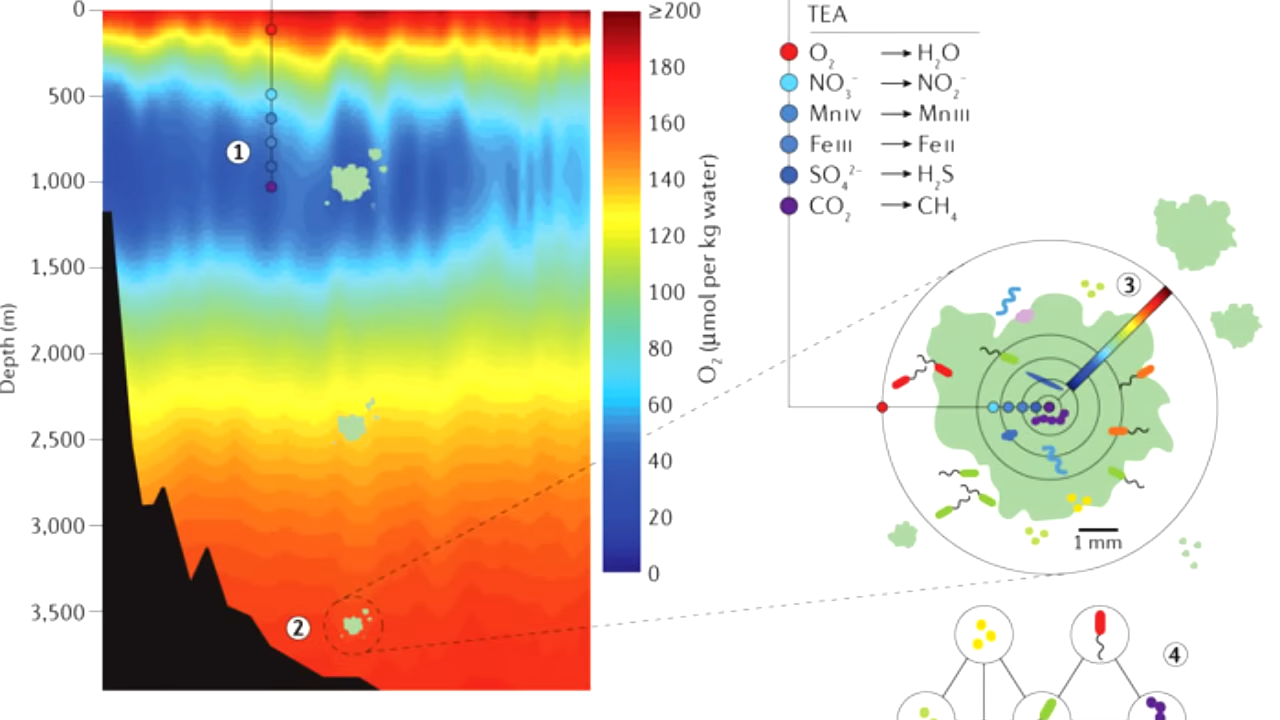 0
500
1,000
1,500
2,000
2,500
3,000
3,500
Depth (m)
1
2
≥200
180
160
140
120
100
80
60
40
20
0
O₂ (μmol per kg water)
TEA
O₂ → H₂O
NO₃⁻ → NO₂⁻
MnIV → MnIII
FeIII → FeII
SO₄²⁻ → H₂S
CO₂ → CH₄
3
1 mm
4